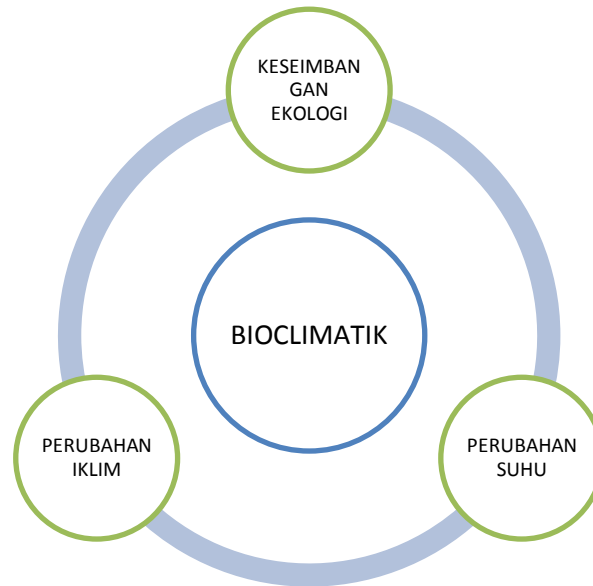 KESEIMBAN
GAN
EKOLOGI
BIOCLIMATIK
PERUBAHAN
IKLIM
PERUBAHAN
SUHU